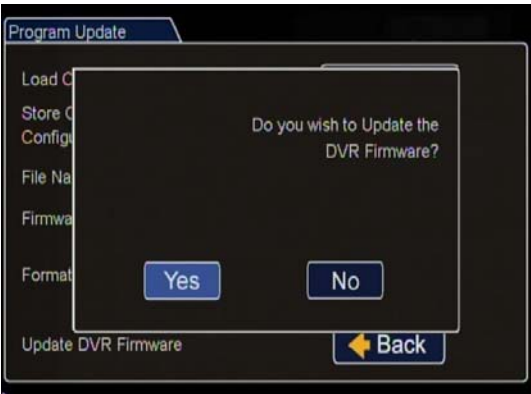 Program Update
Load C
Store C
Configu
File Na
Firmwa
Format
Update DVR Firmware
Do you wish to Update the
DVR Firmware?
Yes
No
Back